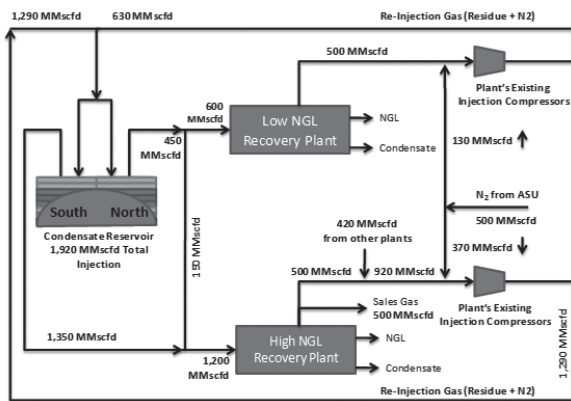 1,290 MMscfd
630 MMscfd
Re-Injection Gas (Residue + N2)
500 MMscfd
Plant's Existing
Injection Compressors
600
MMscfd
Low NGL
Recovery Plant
NGL
Condensate
450
MMscfd
130 MMscfd
South North
Condensate Reservoir
1,920 MMscfd Total
Injection
150 MMscfd
N2 from ASU
500 MMscfd
370 MMscfd
420 MMscfd
from other plants
500 MMscfd
920 MMscfd
Sales Gas
500MMscfd
Plant's Existing
Injection Compressors
1,350 MMscfd
1,200
MMscfd
High NGL
Recovery Plant
NGL
Condensate
1,290 MMscfd
Re-Injection Gas (Residue + N2)